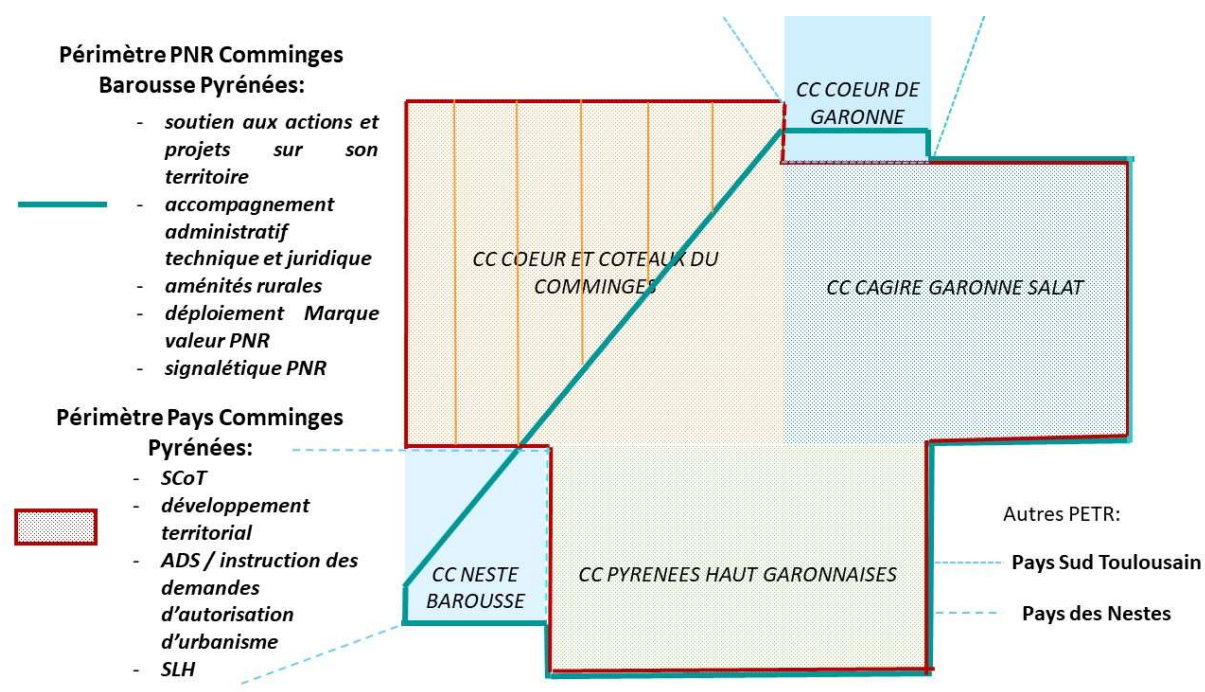 Périmètre PNR Comminges
Barousse Pyrénées:
- soutien aux actions et
projets sur son
territoire
- accompagnement
administratif
technique et juridique
- aménités rurales
- déploiement Marque
valeur PNR
- signalétique PNR
Périmètre Pays Comminges
Pyrénées:
- SCoT
- développement
territorial
- ADS / instruction des
demandes
d'autorisation
d'urbanisme
- SLH
CC COEUR DE
GARONNE
CC COEUR ET COTEAUX DU
COMMINGES
CC CAGIRE GARONNE SALAT
CC NESTE
BAROUSSE
CC PYRENEES HAUT GARONNAISES
Autres PETR:
Pays Sud Toulousain
Pays des Nestes